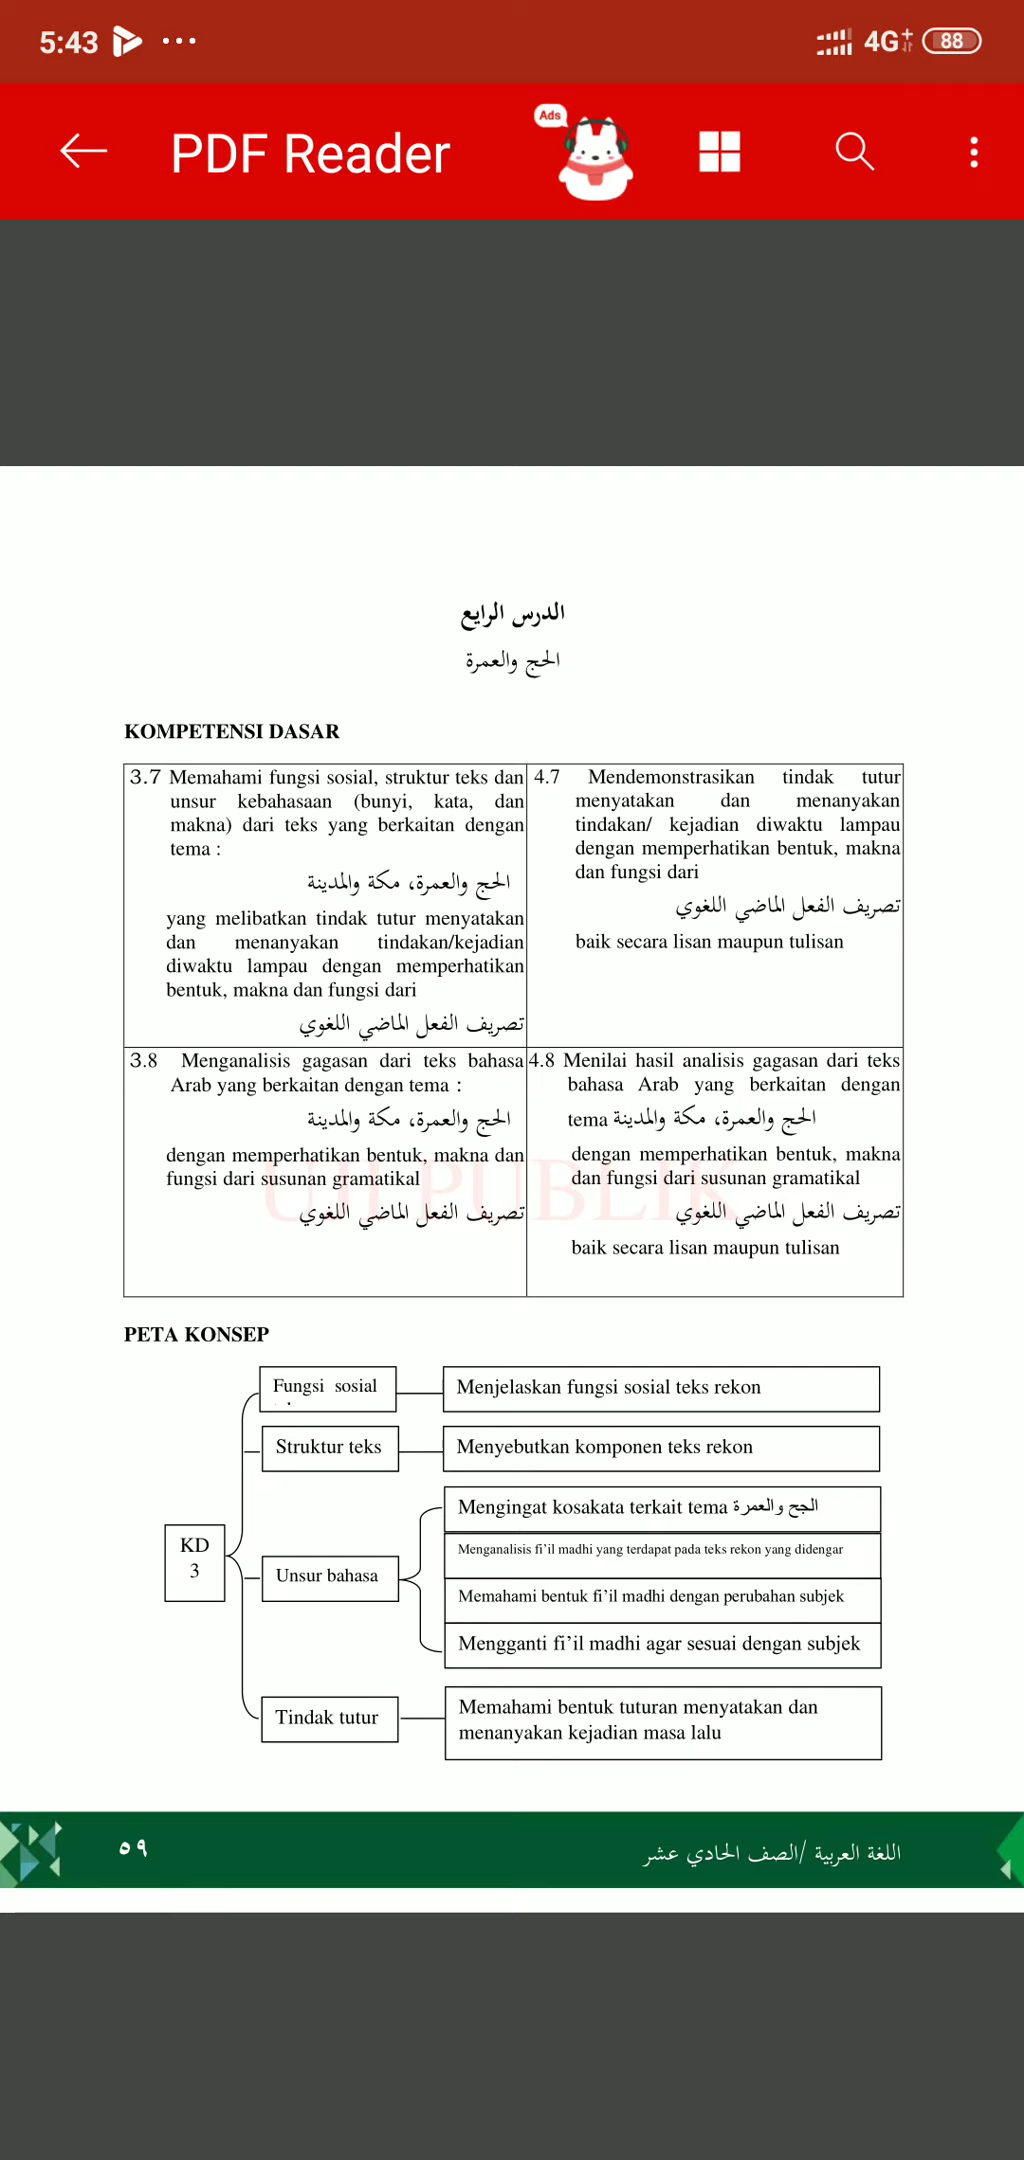 5:43
4G+ 88
PDF Reader
Ads
الدرس الرابع
الحج والعمرة
KOMPETENSI DASAR
3.7 Memahami fungsi sosial, struktur teks dan
unsur kebahasaan (bunyi, kata, dan
makna) dari teks yang berkaitan dengan
tema :
الحج والعمرة، مكة والمدينة
yang melibatkan tindak tutur menyatakan
dan menanyakan tindakan/kejadian
diwaktu lampau dengan memperhatikan
bentuk, makna dan fungsi dari
تصريف الفعل الماضي اللغوي
4.7 Mendemonstrasikan tindak tutur
menyatakan dan menanyakan
tindakan/ kejadian diwaktu lampau
dengan memperhatikan bentuk, makna
dan fungsi dari
تصريف الفعل الماضي اللغوي
baik secara lisan maupun tulisan
3.8 Menganalisis gagasan dari teks bahasa
Arab yang berkaitan dengan tema :
الحج والعمرة، مكة والمدينة
dengan memperhatikan bentuk, makna dan
fungsi dari susunan gramatikal
تصريف الفعل الماضي اللغوي
4.8 Menilai hasil analisis gagasan dari teks
bahasa Arab yang berkaitan dengan
tema الحج والعمرة، مكة والمدينة
dengan memperhatikan bentuk, makna
dan fungsi dari susunan gramatikal
تصريف الفعل الماضي اللغوي
baik secara lisan maupun tulisan
UJI PUBLIK
PETA KONSEP
KD
3
Fungsi sosial
Menjelaskan fungsi sosial teks rekon
Struktur teks
Menyebutkan komponen teks rekon
Unsur bahasa
Mengingat kosakata terkait tema الحج والعمرة
Menganalisis fi’il madhi yang terdapat pada teks rekon yang didengar
Memahami bentuk fi’il madhi dengan perubahan subjek
Mengganti fi’il madhi agar sesuai dengan subjek
Tindak tutur
Memahami bentuk tuturan menyatakan dan
menanyakan kejadian masa lalu
٥٩
اللغة العربية /الصف الحادي عشر